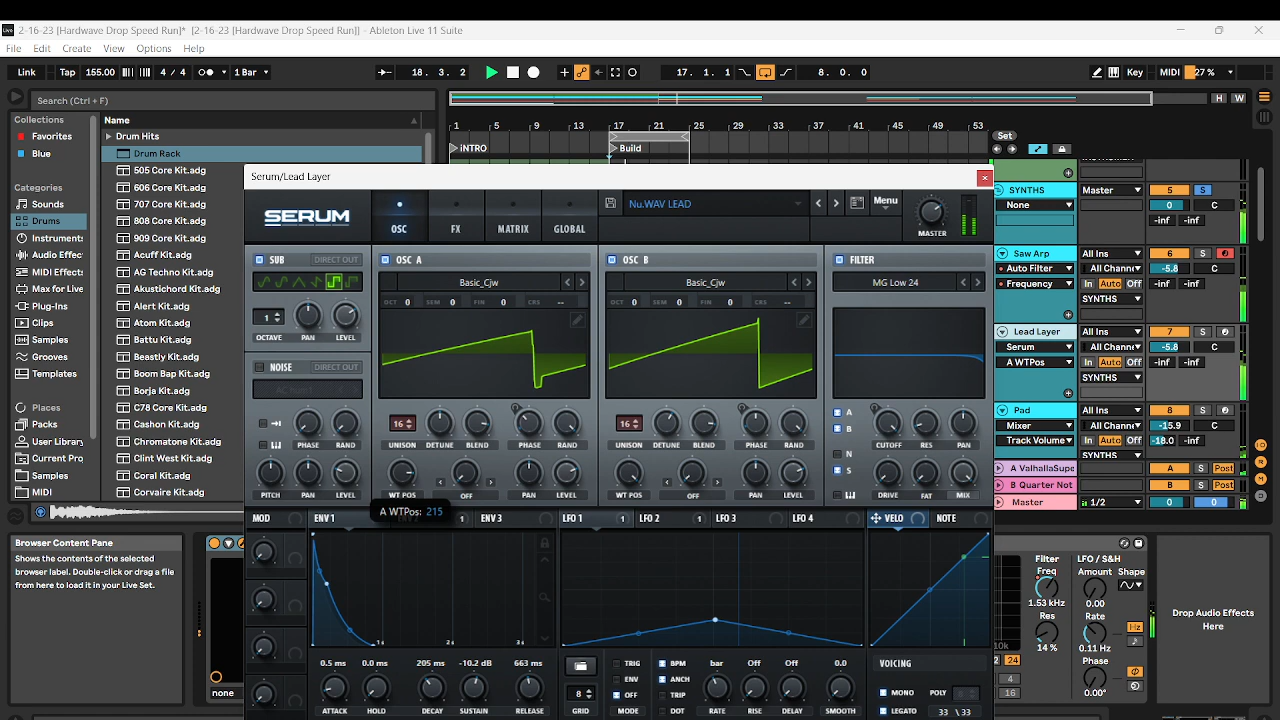 2-16-23 [Hardwave Drop Speed Run]* [2-16-23 [Hardwave Drop Speed Run]] - Ableton Live 11 Suite
File Edit Create View Options Help
Link Tap 155.00 4 / 4 1 Bar 18. 3. 2 17. 1. 1 8. 0. 0 Key MIDI 27 %
Search (Ctrl + F)
H W
Collections
Favorites
Blue
Categories
Sounds
Drums
Instruments
Audio Effec
MIDI Effects
Max for Live
Plug-Ins
Clips
Samples
Grooves
Templates
Places
Packs
User Library
Current Pro
Samples
MIDI
Name
Drum Hits
Drum Rack
505 Core Kit.adg
606 Core Kit.adg
707 Core Kit.adg
808 Core Kit.adg
909 Core Kit.adg
Acuff Kit.adg
AG Techno Kit.adg
Akustichord Kit.adg
Alert Kit.adg
Atom Kit.adg
Battu Kit.adg
Beastly Kit.adg
Boom Bap Kit.adg
Borja Kit.adg
C78 Core Kit.adg
Cashon Kit.adg
Chromatone Kit.adg
Clint West Kit.adg
Coral Kit.adg
Corvaire Kit.adg
1 5 9 13 17 21 25 29 33 37 41 45 49 53
Set
INTRO Build
Serum/Lead Layer
SERUM
OSC FX MATRIX GLOBAL
Nu.WAV LEAD
Menu
MASTER
SUB DIRECT OUT
1
OCTAVE PAN LEVEL
NOISE DIRECT OUT
PHASE RAND
PITCH PAN LEVEL
OSC A
Basic_Cjw
OCT 0 SEM 0 FIN 0 CRS --
16
UNISON DETUNE BLEND PHASE RAND
WT POS OFF PAN LEVEL
A WTPos: 215
OSC B
Basic_Cjw
OCT 0 SEM 0 FIN 0 CRS --
16
UNISON DETUNE BLEND PHASE RAND
WT POS OFF PAN LEVEL
FILTER
MG Low 24
A
B
N
S
CUTOFF RES PAN
DRIVE FAT MIX
MOD ENV 1 1 ENV 3 LFO 1 1 LFO 2 1 LFO 3 LFO 4 VELO NOTE
1s 2s 3s
0.5 ms 0.0 ms 205 ms -10.2 dB 663 ms
ATTACK HOLD DECAY SUSTAIN RELEASE
8
GRID
TRIG
ENV
OFF
MODE
BPM
ANCH
TRIP
DOT
bar Off Off 0.0
RATE RISE DELAY SMOOTH
VOICING
MONO POLY 8
LEGATO 33 \ 33
SYNTHS Master 5 S
None 0 C
-inf -inf
Saw Arp All Ins 6 S
Auto Filter All Channe -5.8 C
Frequency In Auto Off -inf -inf
SYNTHS
Lead Layer All Ins 7 S
Serum All Channe -5.8 C
A WTPos In Auto Off -inf -inf
SYNTHS
Pad All Ins 8 S
Mixer All Channe -15.9 C
Track Volume In Auto Off -18.0 -inf
SYNTHS
A ValhallaSupe A S Post
B Quarter Not B S Post
Master 1/2 0 0
Browser Content Pane
Shows the contents of the selected
browser label. Double-click or drag a file
from here to load it in your Live Set.
none
Filter
Freq
1.53 kHz
Res
14 %
10k
24
LFO / S&H
Amount Shape
0.00
Rate
Hz
0.11 Hz
Phase
0.00°
4
16
Drop Audio Effects
Here